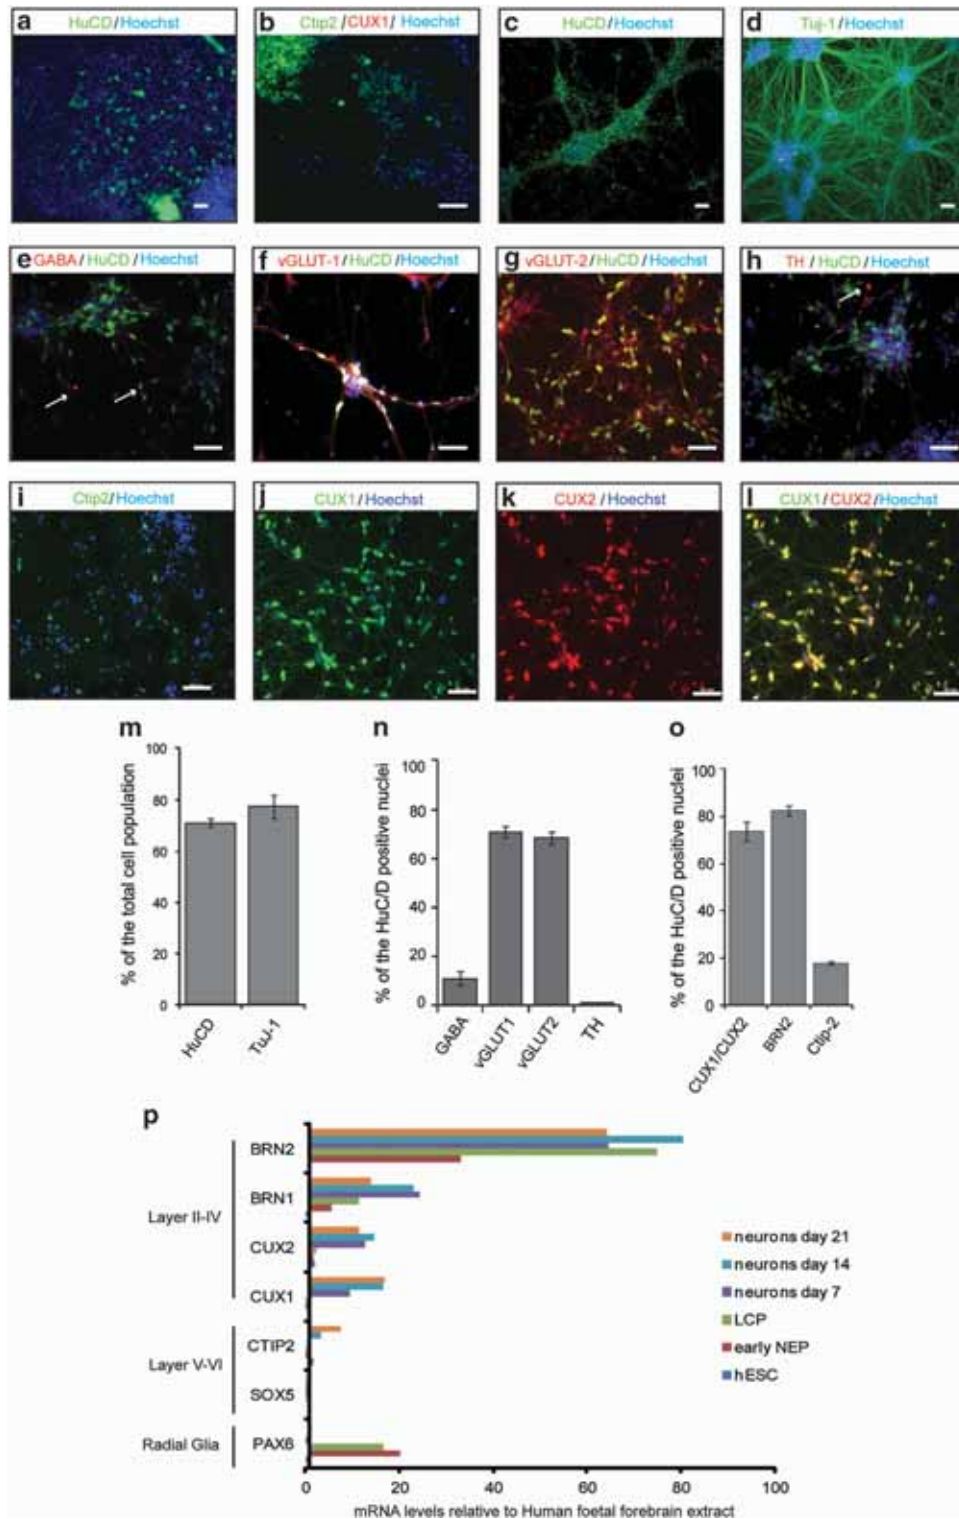 a HuCD/Hoechst
b Ctip2/CUX1/Hoechst
c HuCD/Hoechst
d Tuj-1/Hoechst
e GABA/HuCD/Hoechst
f vGLUT-1/HuCD/Hoechst
g vGLUT-2/HuCD/Hoechst
h TH/HuCD/Hoechst
i Ctip2/Hoechst
j CUX1/Hoechst
k CUX2/Hoechst
l CUX1/CUX2/Hoechst
m
% of the total cell population
100
80
60
40
20
0
HuCD
TuJ-1
n
% of the HuC/D positive nuclei
100
80
60
40
20
0
GABA
vGLUT1
vGLUT2
TH
o
% of the HuC/D positive nuclei
100
80
60
40
20
0
CUX1/CUX2
BRN2
Ctip-2
p
Layer II-IV
BRN2
BRN1
CUX2
CUX1
Layer V-VI
CTIP2
SOX5
Radial Glia
PAX6
neurons day 21
neurons day 14
neurons day 7
LCP
early NEP
hESC
0
20
40
60
80
100
mRNA levels relative to Human foetal forebrain extract